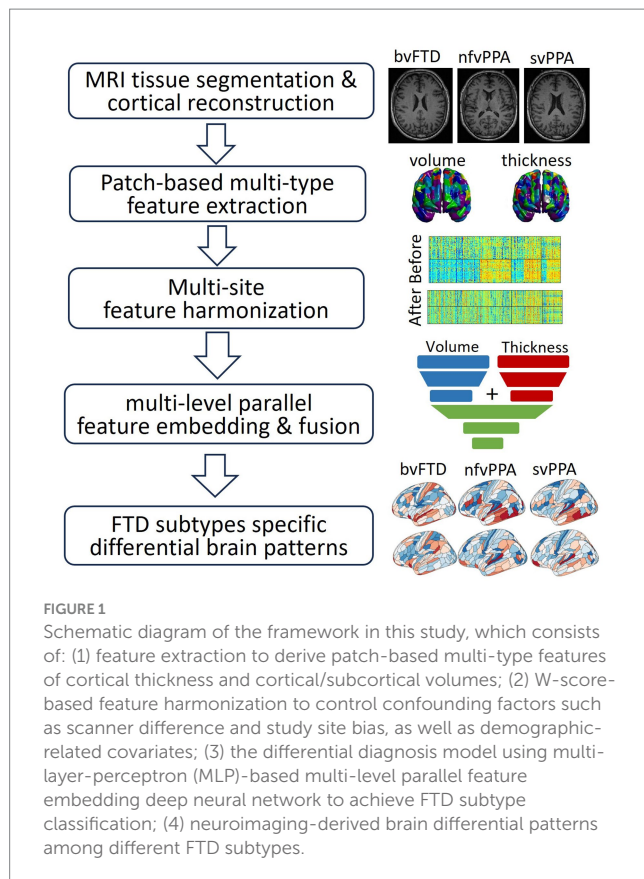 MRI tissue segmentation &
cortical reconstruction
bvFTD nfvPPA svPPA
Patch-based multi-type
feature extraction
volume thickness
Multi-site
feature harmonization
After Before
multi-level parallel
feature embedding & fusion
Volume Thickness
+
FTD subtypes specific
differential brain patterns
bvFTD nfvPPA svPPA
FIGURE 1
Schematic diagram of the framework in this study, which consists
of: (1) feature extraction to derive patch-based multi-type features
of cortical thickness and cortical/subcortical volumes; (2) W-score-
based feature harmonization to control confounding factors such
as scanner difference and study site bias, as well as demographic-
related covariates; (3) the differential diagnosis model using multi-
layer-perceptron (MLP)-based multi-level parallel feature
embedding deep neural network to achieve FTD subtype
classification; (4) neuroimaging-derived brain differential patterns
among different FTD subtypes.